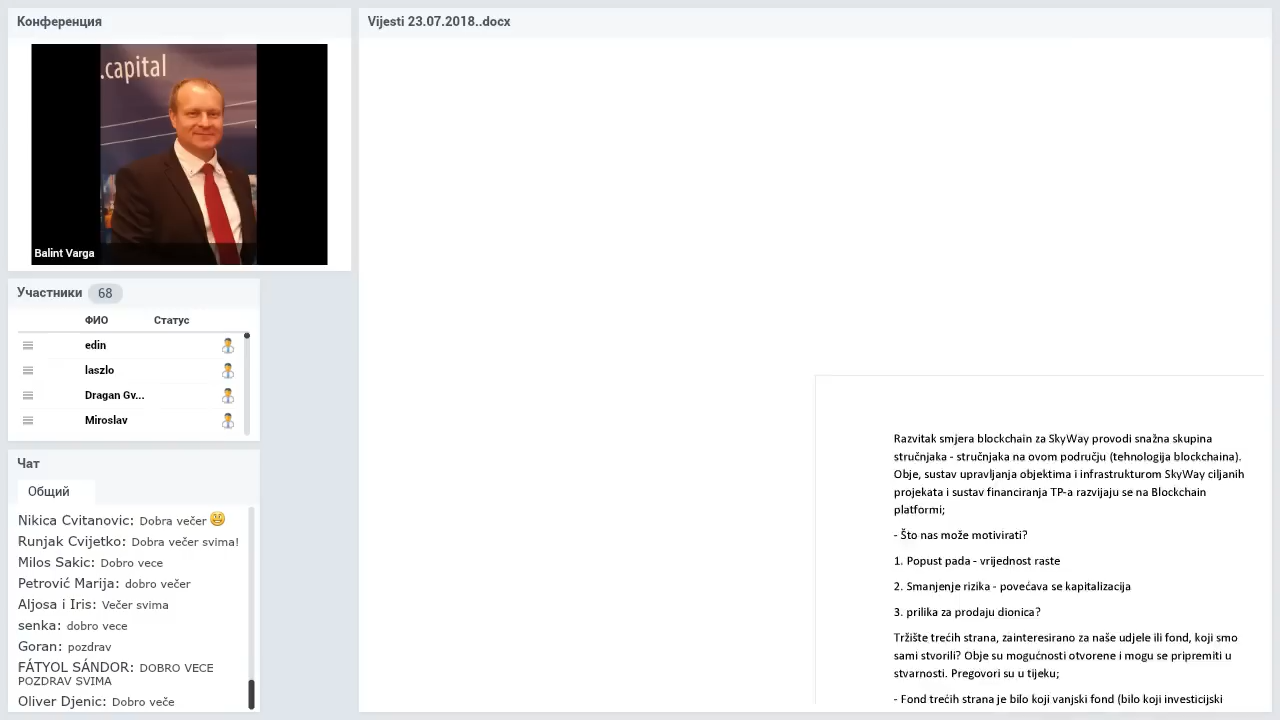 Конференция
.capital
Balint Varga
Участники 68
ФИО Статус
edin
laszlo
Dragan Gv...
Miroslav
Чат
Общий
Nikica Cvitanovic: Dobra večer
Runjak Cvijetko: Dobra večer svima!
Milos Sakic: Dobro vece
Petrović Marija: dobro večer
Aljosa i Iris: Večer svima
senka: dobro vece
Goran: pozdrav
FÁTYOL SÁNDOR: DOBRO VECE
POZDRAV SVIMA
Oliver Djenic: Dobro veče
Vijesti 23.07.2018..docx
Razvitak smjera blockchain za SkyWay provodi snažna skupina
stručnjaka - stručnjaka na ovom području (tehnologija blockchaina).
Obje, sustav upravljanja objektima i infrastrukturom SkyWay ciljanih
projekata i sustav financiranja TP-a razvijaju se na Blockchain
platformi;
- Što nas može motivirati?
1. Popust pada - vrijednost raste
2. Smanjenje rizika - povećava se kapitalizacija
3. prilika za prodaju dionica?
Tržište trećih strana, zainteresirano za naše udjele ili fond, koji smo
sami stvorili? Obje su mogućnosti otvorene i mogu se pripremiti u
stvarnosti. Pregovori su u tijeku;
- Fond trećih strana je bilo koji vanjski fond (bilo koji investicijski